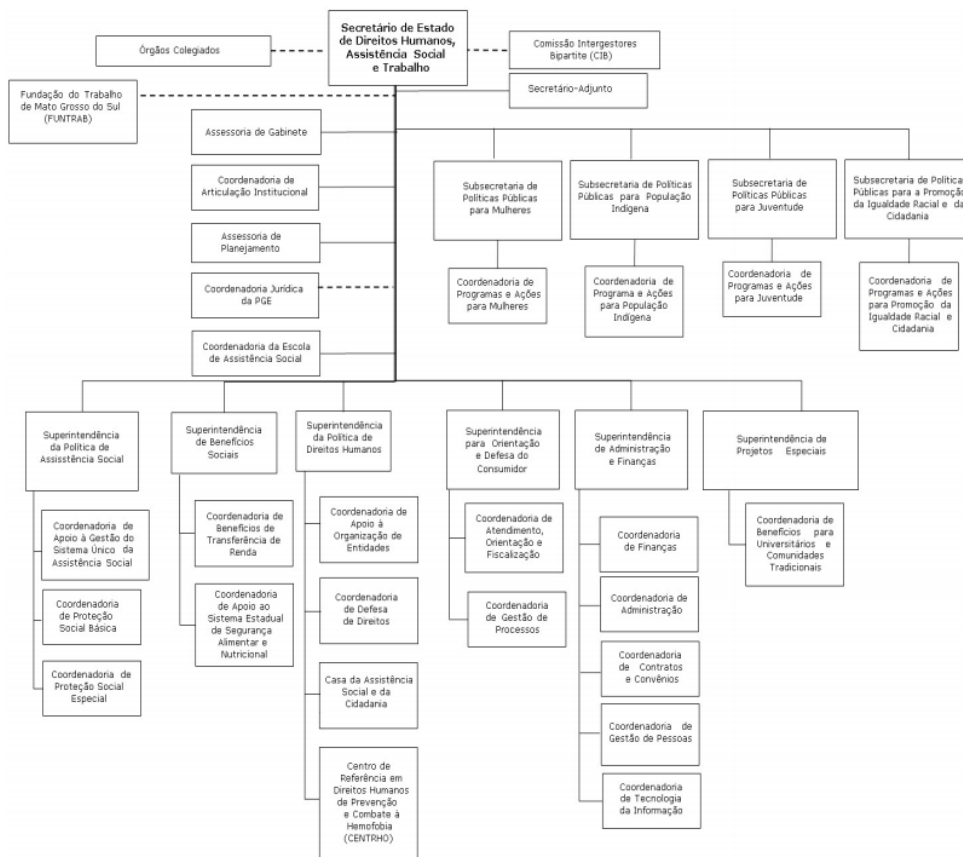 Secretário de Estado
de Direitos Humanos,
Assistência Social
e Trabalho
Órgãos Colegiados
Comissão Intergestores
Bipartite (CIB)
Fundação do Trabalho
de Mato Grosso do Sul
(FUNTRAB)
Secretário-Adjunto
Assessoria de Gabinete
Coordenadoria de
Articulação Institucional
Assessoria de
Planejamento
Coordenadoria Jurídica
da PGE
Coordenadoria da Escola
de Assistência Social
Subsecretaria de
Políticas Públicas
para Mulheres
Subsecretaria de Políticas
Públicas para População
Indígena
Subsecretaria de
Políticas Públicas
para Juventude
Subsecretaria de Políticas
Públicas para a Promoção
da Igualdade Racial e da
Cidadania
Coordenadoria de
Programas e Ações
para Mulheres
Coordenadoria de
Programa e Ações
para População
Indígena
Coordenadoria de
Programas e Ações
para Juventude
Coordenadoria de
Programas e Ações
para Promoção da
Igualdade Racial e
Cidadania
Superintendência
da Política de
Assisstência Social
Superintendência
de Benefícios
Sociais
Superintendência
da Política de
Direitos Humanos
Superintendência
para Orientação
e Defesa do
Consumidor
Superintendência
de Administração
e Finanças
Superintendência de
Projetos Especiais
Coordenadoria de
Apoio à Gestão do
Sistema Único da
Assistência Social
Coordenadoria
de Proteção
Social Básica
Coordenadoria de
Proteção Social
Especial
Coordenadoria de
Benefícios de
Transferência de
Renda
Coordenadoria
de Apoio ao
Sistema Estadual
de Segurança
Alimentar e
Nutricional
Coordenadoria
de Apoio à
Organização de
Entidades
Coordenadoria
de Defesa
de Direitos
Casa da Assistência
Social e da
Cidadania
Centro de
Referência em
Direitos Humanos
de Prevenção
e Combate à
Hemofobia
(CENTRHO)
Coordenadoria de
Atendimento,
Orientação e
Fiscalização
Coordenadoria
de Gestão de
Processos
Coordenadoria
de Finanças
Coordenadoria
de Administração
Coordenadoria
de Contratos
e Convênios
Coordenadoria de
Gestão de Pessoas
Coordenadoria
de Tecnologia
da Informação
Coordenadoria de
Benefícios para
Universitários e
Comunidades
Tradicionais